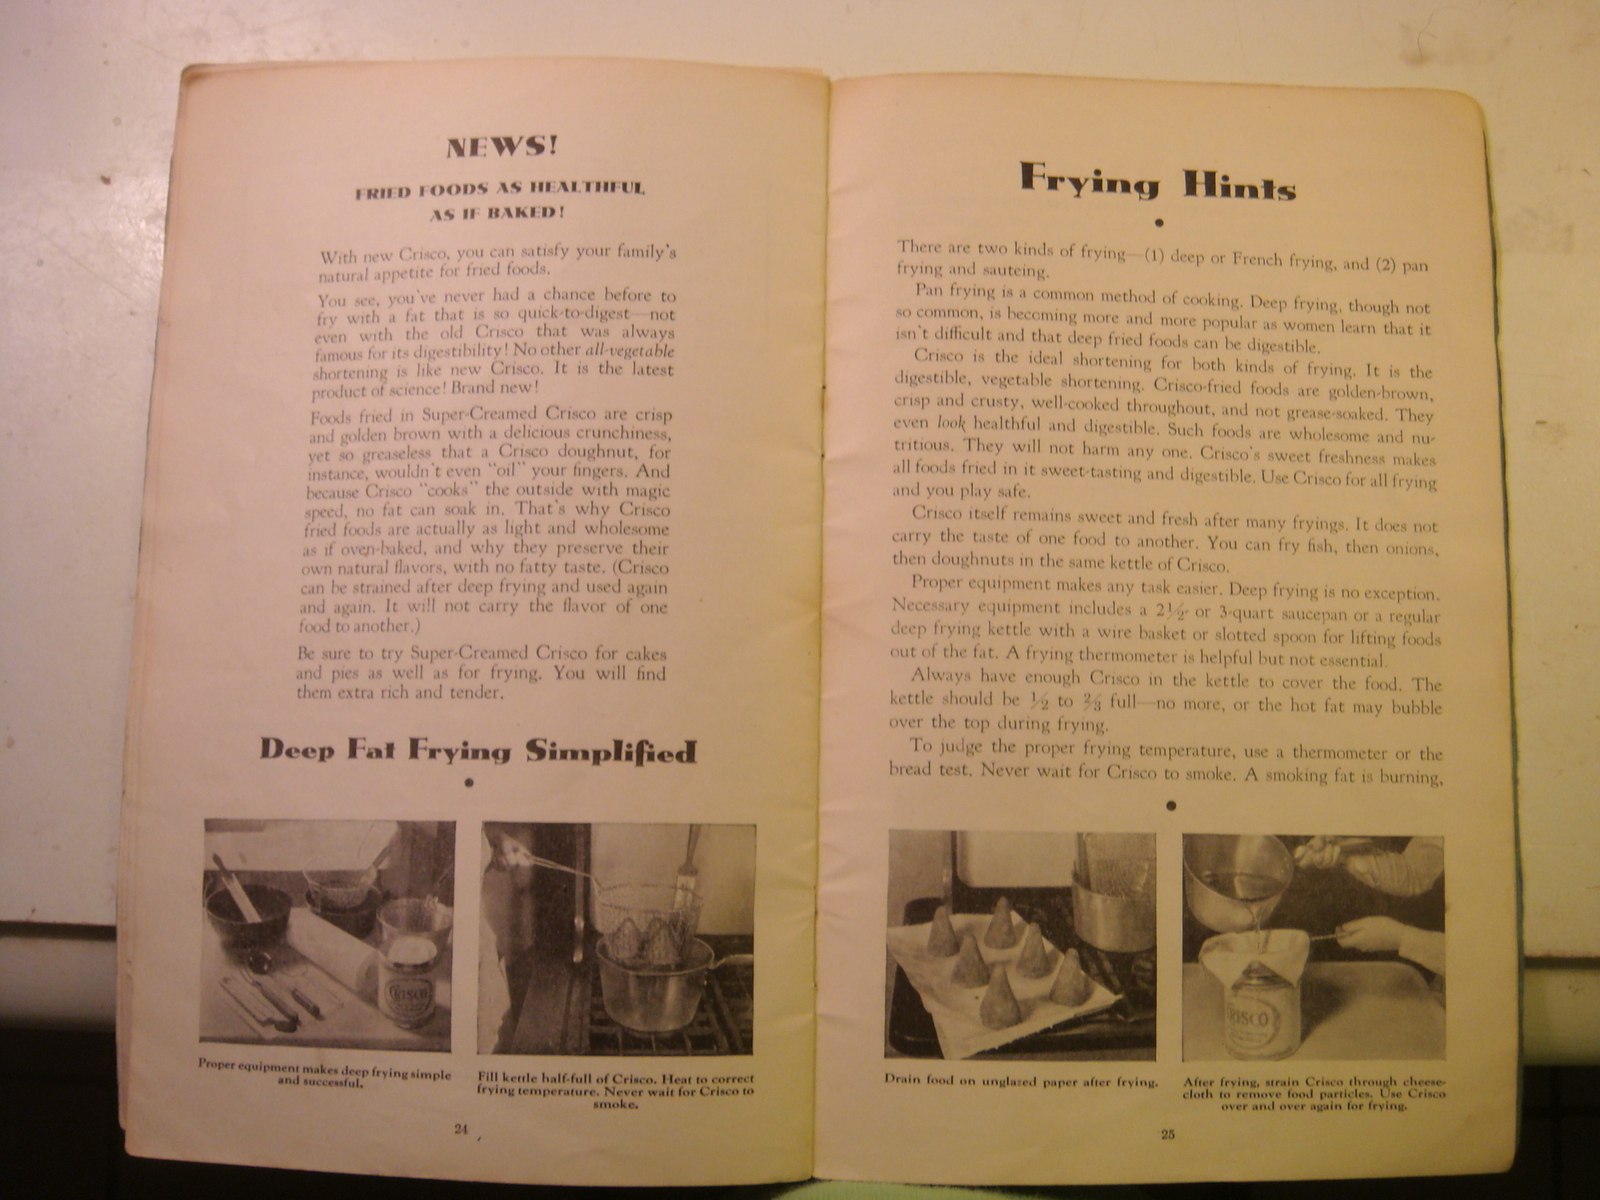 NEWS!
FRIED FOODS AS HEALTHFUL
AS IF BAKED!
With new Crisco, you can satisfy your family's
natural appetite for fried foods.
You see, you've never had a chance before to
fry with a fat that is so quick-to-digest—not
even with the old Crisco that was always
famous for its digestibility! No other all-vegetable
shortening is like new Crisco. It is the latest
product of science! Brand new!
Foods fried in Super-Creamed Crisco are crisp
and golden brown with a delicious crunchiness,
yet so greaseless that a Crisco doughnut, for
instance, wouldn't even "oil" your fingers. And
because Crisco "cooks" the outside with magic
speed, no fat can soak in. That's why Crisco
fried foods are actually as light and wholesome
as if oven-baked, and why they preserve their
own natural flavors, with no fatty taste. (Crisco
can be strained after deep frying and used again
and again. It will not carry the flavor of one
food to another.)
Be sure to try Super-Creamed Crisco for cakes
and pies as well as for frying. You will find
them extra rich and tender.
Deep Fat Frying Simplified
CRISCO
Proper equipment makes deep frying simple
and successful.
Fill kettle half-full of Crisco. Heat to correct
frying temperature. Never wait for Crisco to
smoke.
24
Frying Hints
There are two kinds of frying—(1) deep or French frying, and (2) pan
frying and sauteing.
Pan frying is a common method of cooking. Deep frying, though not
so common, is becoming more and more popular as women learn that it
isn't difficult and that deep fried foods can be digestible.
Crisco is the ideal shortening for both kinds of frying. It is the
digestible, vegetable shortening. Crisco-fried foods are golden-brown,
crisp and crusty, well-cooked throughout, and not grease-soaked. They
even look healthful and digestible. Such foods are wholesome and nu-
tritious. They will not harm any one. Crisco's sweet freshness makes
all foods fried in it sweet-tasting and digestible. Use Crisco for all frying
and you play safe.
Crisco itself remains sweet and fresh after many fryings. It does not
carry the taste of one food to another. You can fry fish, then onions,
then doughnuts in the same kettle of Crisco.
Proper equipment makes any task easier. Deep frying is no exception.
Necessary equipment includes a 2½- or 3-quart saucepan or a regular
deep frying kettle with a wire basket or slotted spoon for lifting foods
out of the fat. A frying thermometer is helpful but not essential.
Always have enough Crisco in the kettle to cover the food. The
kettle should be ½ to ⅔ full—no more, or the hot fat may bubble
over the top during frying.
To judge the proper frying temperature, use a thermometer or the
bread test. Never wait for Crisco to smoke. A smoking fat is burning,
CRISCO
Drain food on unglazed paper after frying.
After frying, strain Crisco through cheese-
cloth to remove food particles. Use Crisco
over and over again for frying.
25